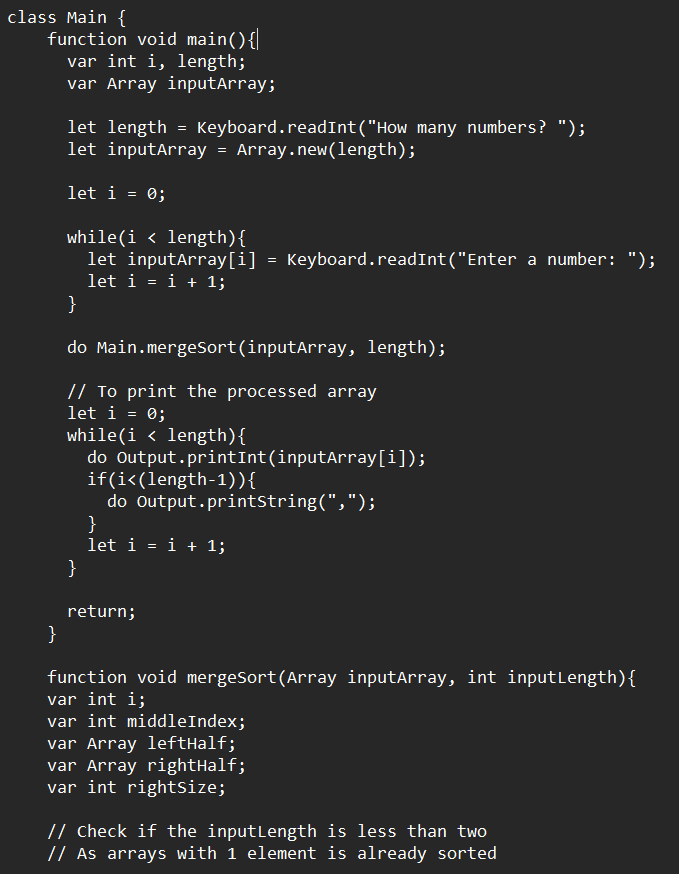 class Main {
    function void main(){
      var int i, length;
      var Array inputArray;

      let length = Keyboard.readInt("How many numbers? ");
      let inputArray = Array.new(length);

      let i = 0;

      while(i < length){
        let inputArray[i] = Keyboard.readInt("Enter a number: ");
        let i = i + 1;
      }

      do Main.mergeSort(inputArray, length);

      // To print the processed array
      let i = 0;
      while(i < length){
        do Output.printInt(inputArray[i]);
        if(i<(length-1)){
          do Output.printString(",");
        }
        let i = i + 1;
      }

      return;
    }

    function void mergeSort(Array inputArray, int inputLength){
    var int i;
    var int middleIndex;
    var Array leftHalf;
    var Array rightHalf;
    var int rightSize;

    // Check if the inputLength is less than two
    // As arrays with 1 element is already sorted